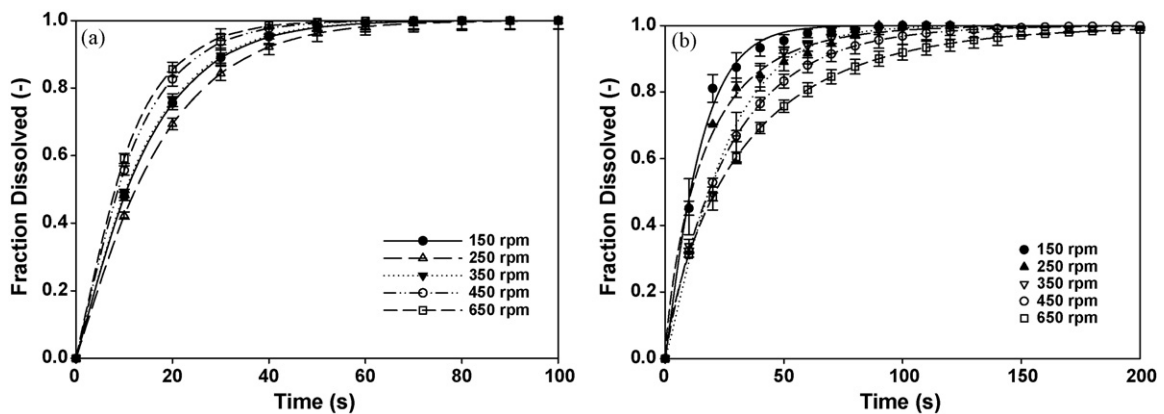 (a)
Fraction Dissolved (-)
1.0
0.8
0.6
0.4
0.2
0.0
0 20 40 60 80 100
Time (s)
150 rpm
250 rpm
350 rpm
450 rpm
650 rpm
(b)
Fraction Dissolved (-)
1.0
0.8
0.6
0.4
0.2
0.0
0 50 100 150 200
Time (s)
150 rpm
250 rpm
350 rpm
450 rpm
650 rpm